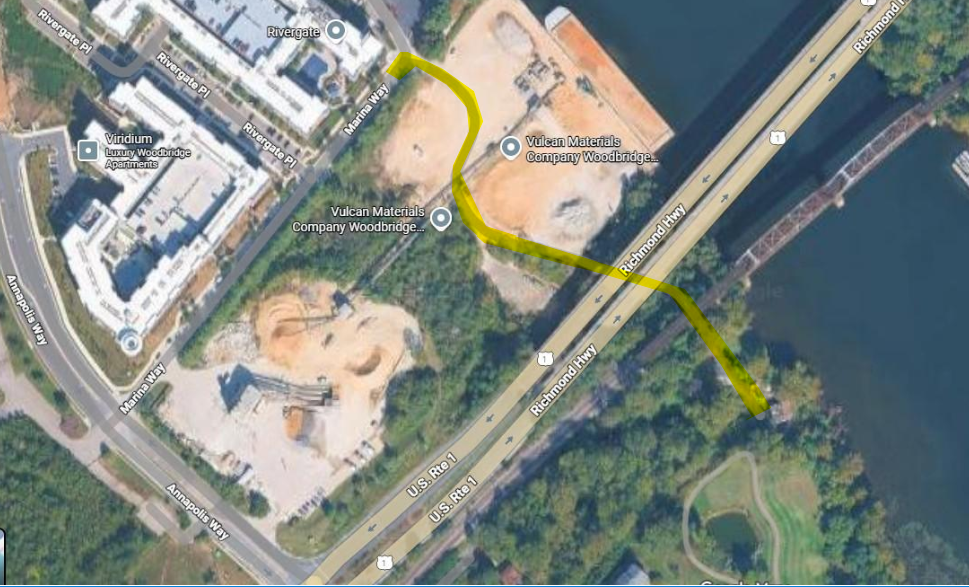 Rivergate Pl
Rivergate
Richmond H
1
Rivergate Pl
Marina Way
Rivergate Pl
1
Viridium
Luxury Woodbridge
Apartments
Vulcan Materials
Company Woodbridge...
Vulcan Materials
Company Woodbridge...
Richmond Hwy
Annapolis Way
1
Richmond Hwy
Marina Way
U.S. Rte 1
U.S. Rte 1
Annapolis Way
1